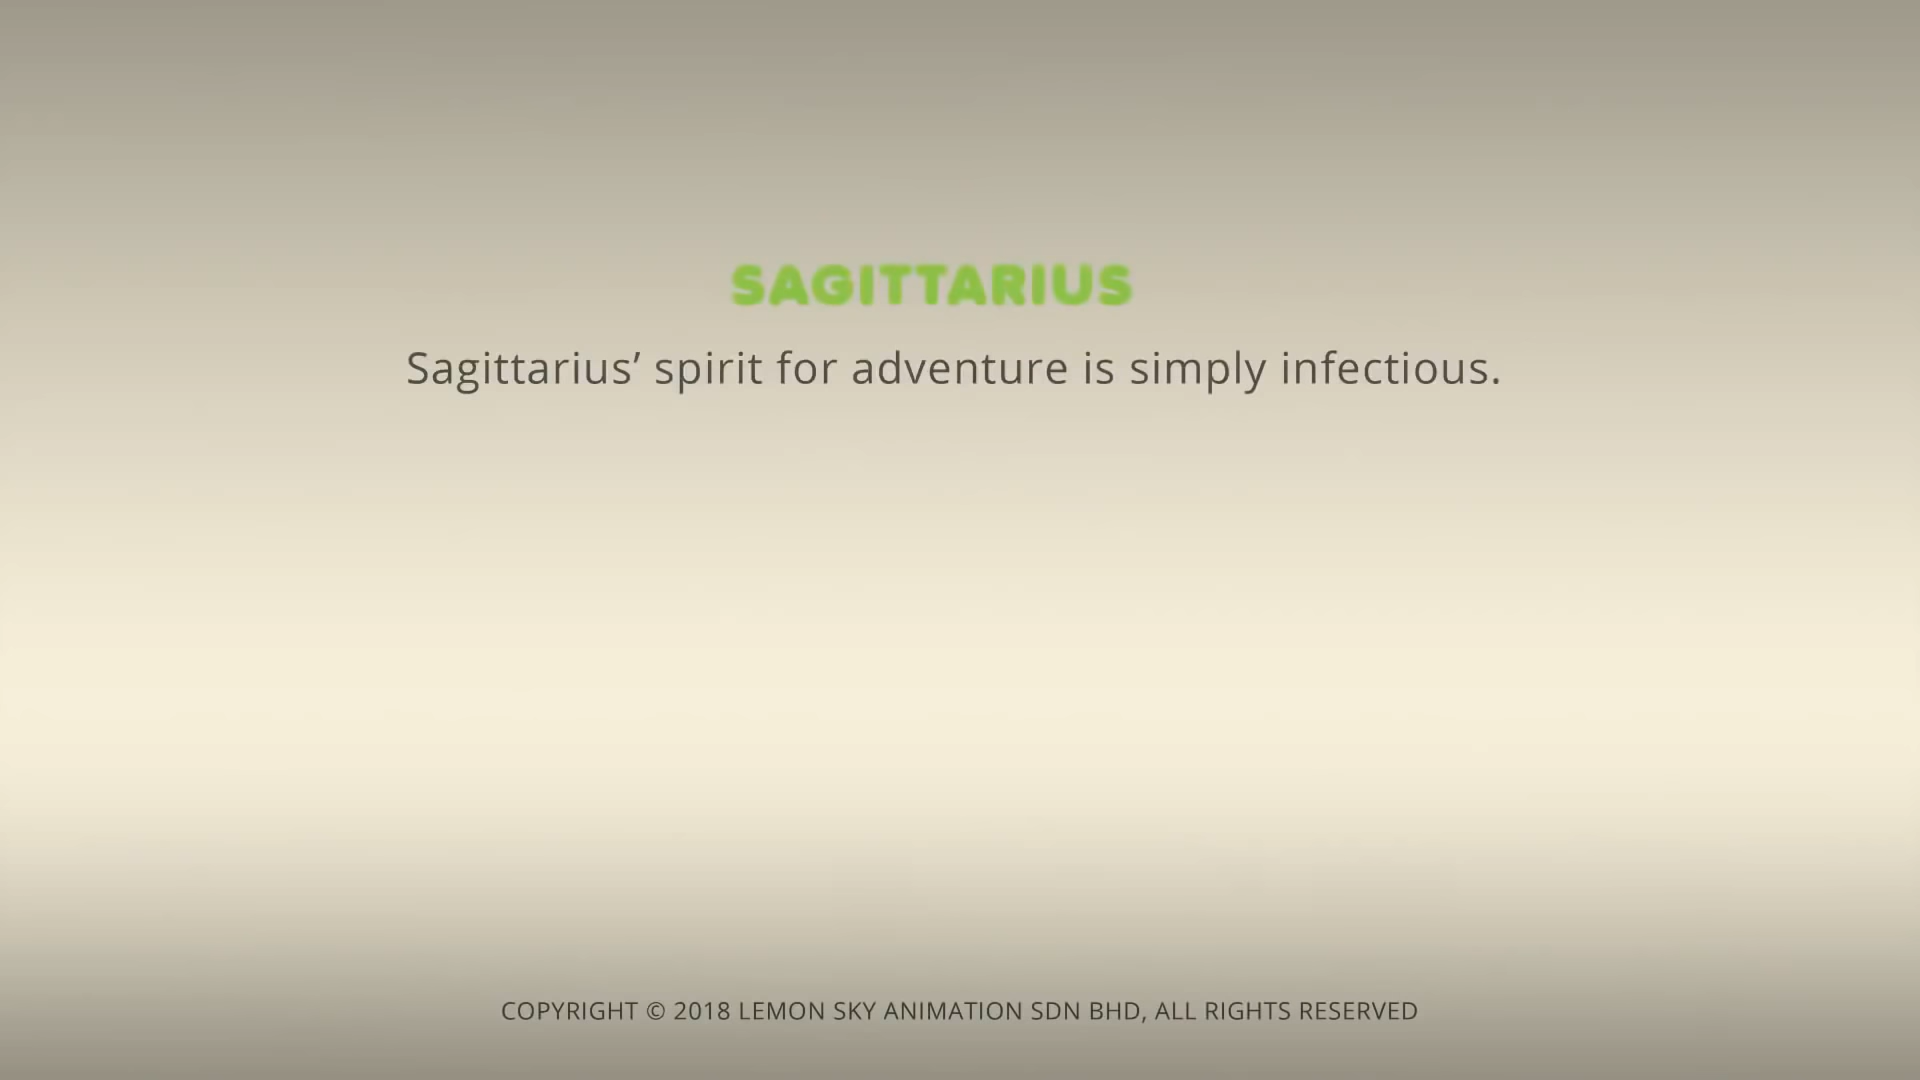 SAGITTARIUS
Sagittarius’ spirit for adventure is simply infectious.
COPYRIGHT © 2018 LEMON SKY ANIMATION SDN BHD, ALL RIGHTS RESERVED